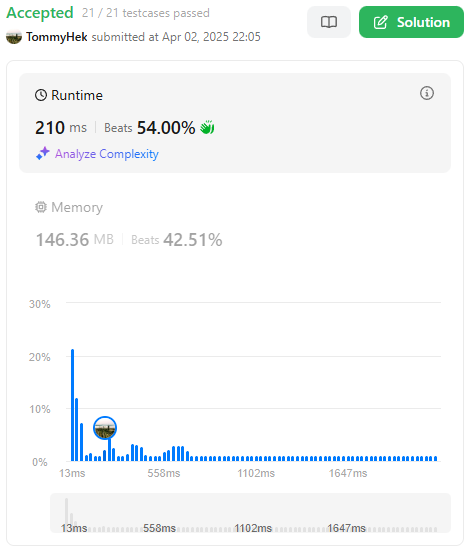 Accepted 21 / 21 testcases passed
TommyHek submitted at Apr 02, 2025 22:05
Solution
Runtime
210 ms Beats 54.00%
Analyze Complexity
Memory
146.36 MB Beats 42.51%
30%
20%
10%
0%
13ms 558ms 1102ms 1647ms
13ms 558ms 1102ms 1647ms